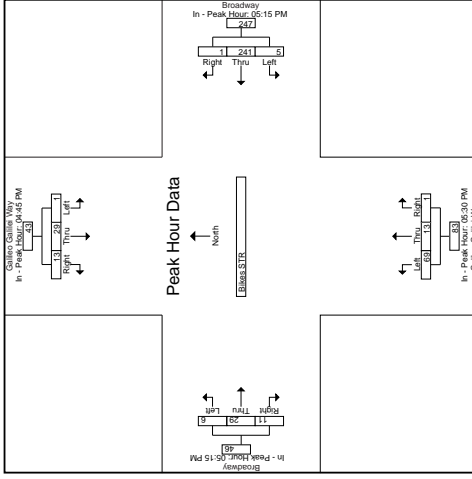 Broadway
In - Peak Hour: 05:15 PM
247
1 241 5
Right Thru Left
Galileo Galilei Way
In - Peak Hour: 04:45 PM
43
13 29 1
Right Thru Left
Peak Hour Data
North
Bikes STR
Left Thru Right
69 13 1
83
In - Peak Hour: 05:30 PM
Left Thru Right
6 29 11
46
In - Peak Hour: 05:15 PM
Broadway